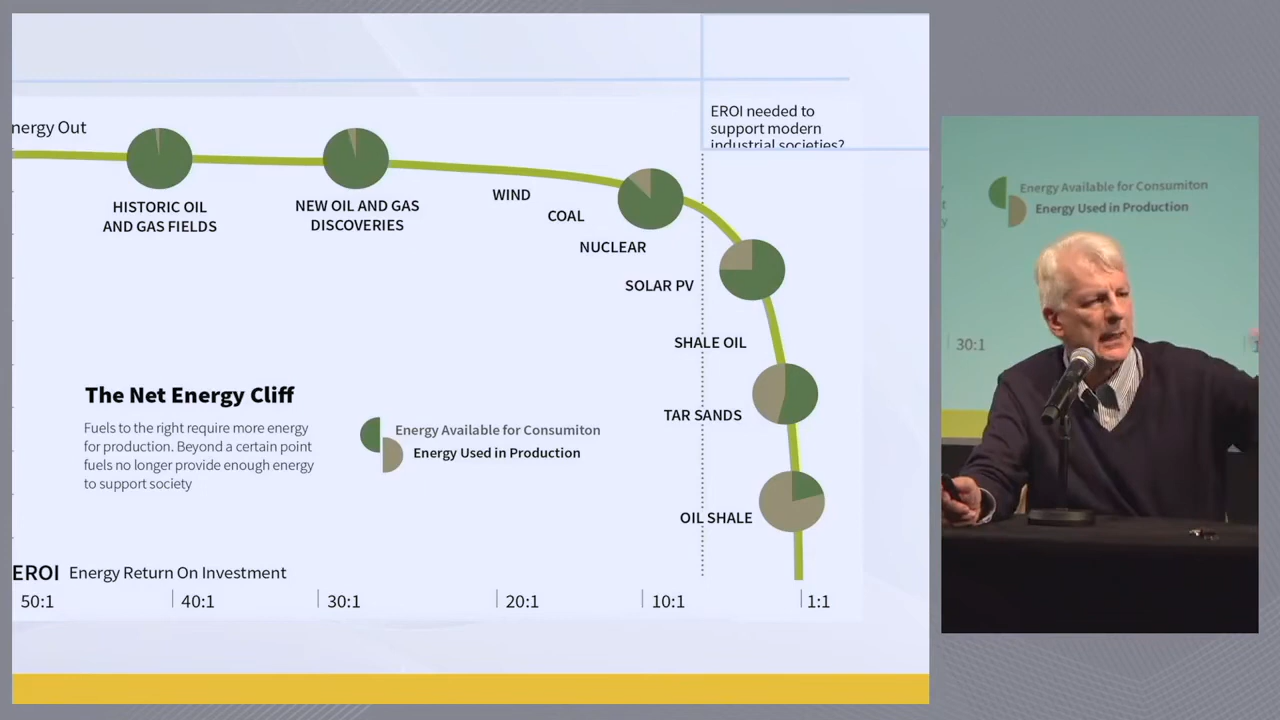 nergy Out
EROI needed to
support modern
industrial societies?
HISTORIC OIL
AND GAS FIELDS
NEW OIL AND GAS
DISCOVERIES
WIND
COAL
NUCLEAR
SOLAR PV
SHALE OIL
TAR SANDS
OIL SHALE
The Net Energy Cliff
Fuels to the right require more energy
for production. Beyond a certain point
fuels no longer provide enough energy
to support society
Energy Available for Consumiton
Energy Used in Production
EROI Energy Return On Investment
50:1 40:1 30:1 20:1 10:1 1:1
Energy Available for Consumiton
Energy Used in Production
30:1